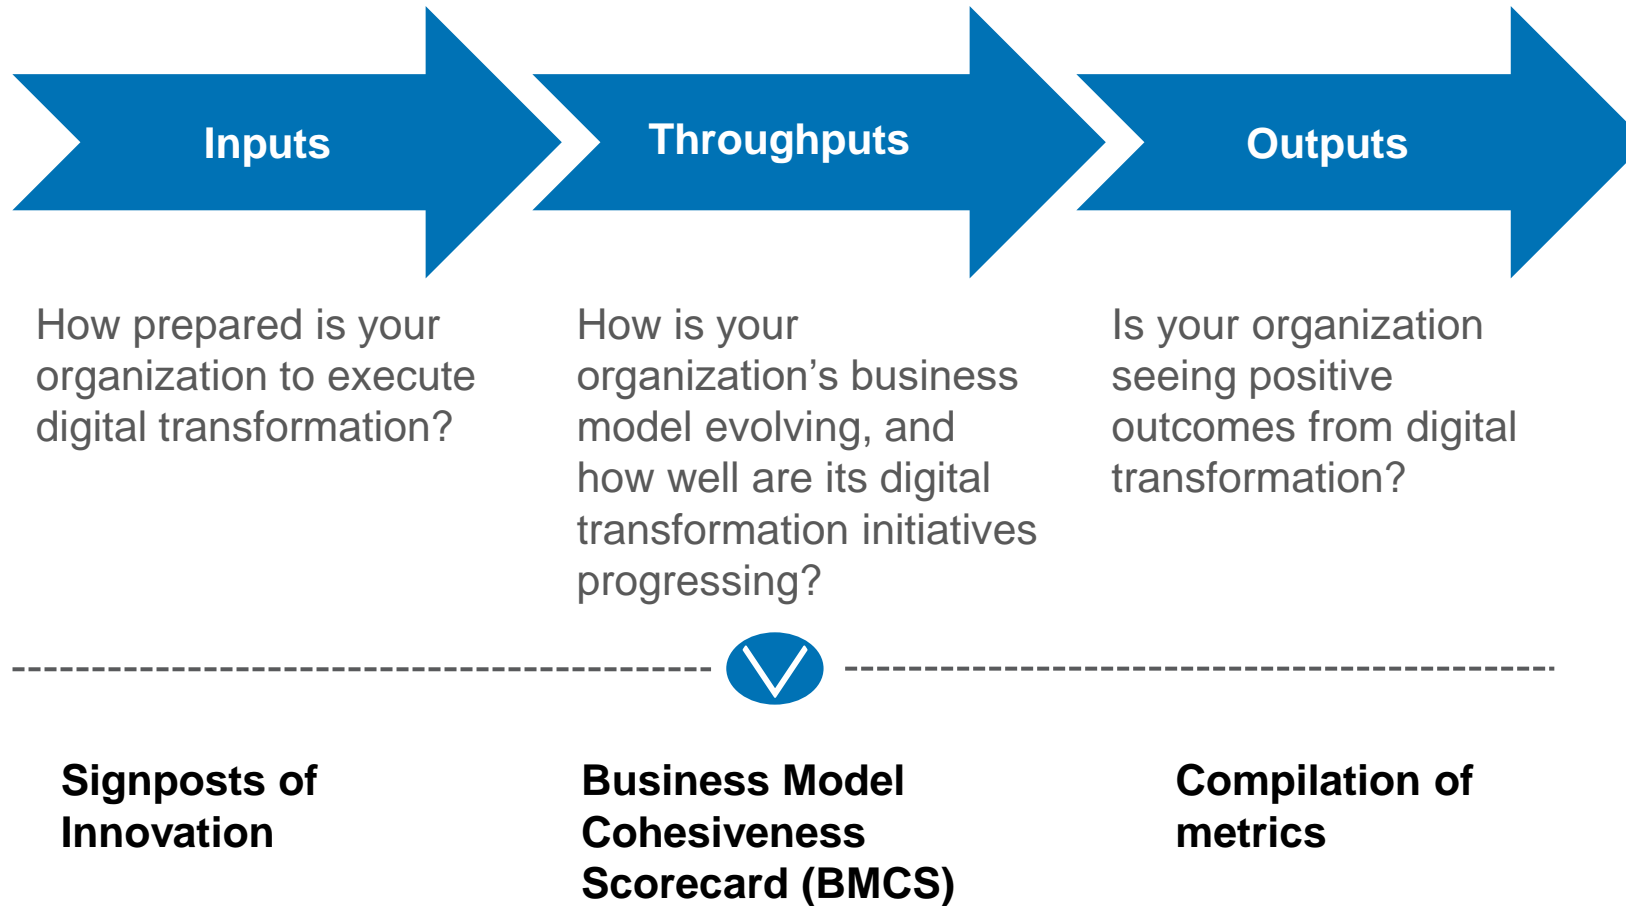 Inputs
Throughputs
Outputs
How prepared is your
organization to execute
digital transformation?
How is your
organization’s business
model evolving, and
how well are its digital
transformation initiatives
progressing?
Is your organization
seeing positive
outcomes from digital
transformation?
Signposts of
Innovation
Business Model
Cohesiveness
Scorecard (BMCS)
Compilation of
metrics